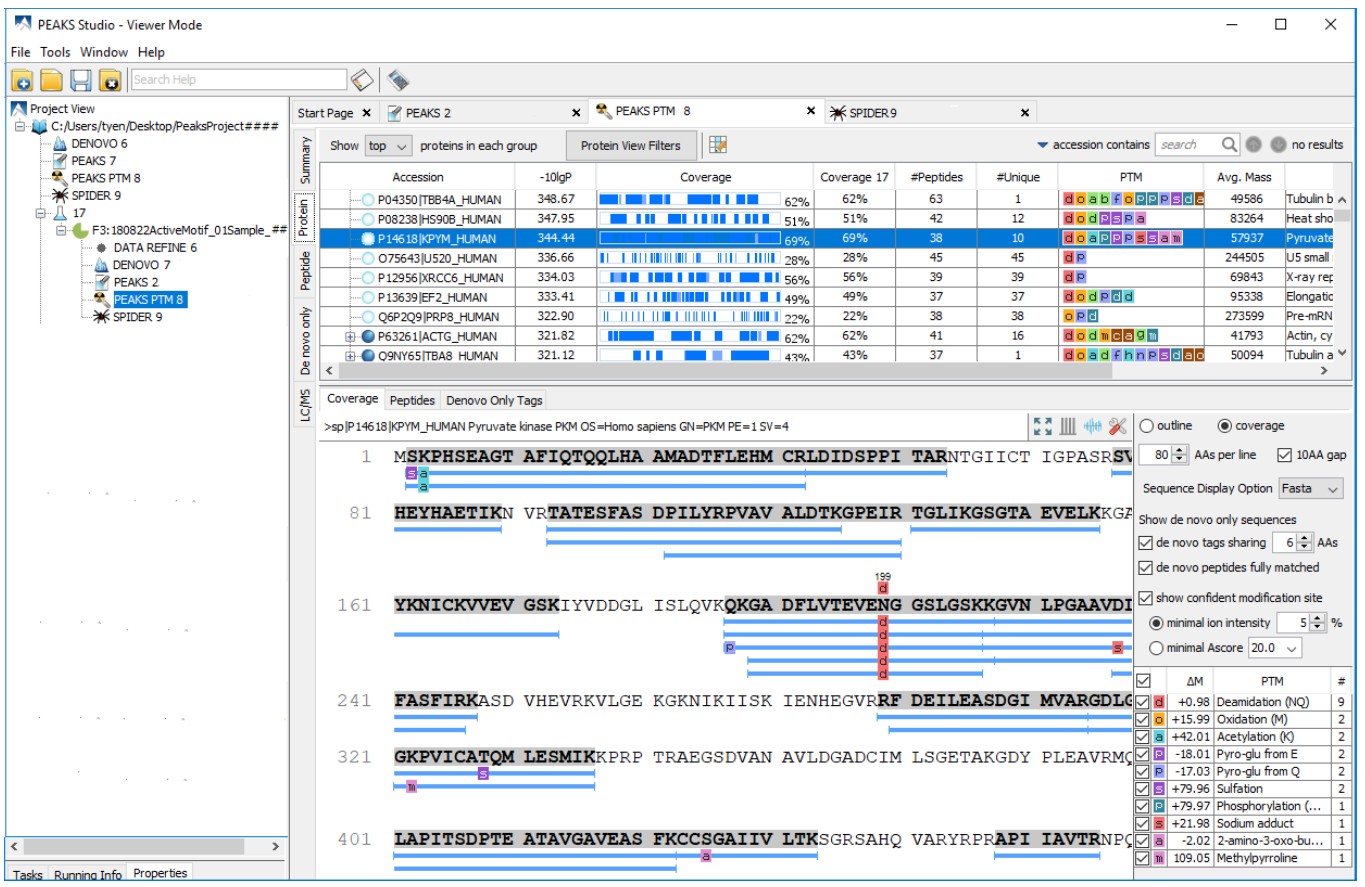 PEAKS Studio - Viewer Mode
File Tools Window Help
Search Help
Project View
C:/Users/tyen/Desktop/PeaksProject####
DENOVO 6
PEAKS 7
PEAKS PTM 8
SPIDER 9
17
F3:180822ActiveMotif_01Sample_##
DATA REFINE 6
DENOVO 7
PEAKS 2
PEAKS PTM 8
SPIDER 9
Tasks Running Info Properties
Start Page PEAKS 2 PEAKS PTM 8 SPIDER 9
Summary
Protein
Peptide
De novo only
LC/MS
Show top proteins in each group Protein View Filters accession contains search no results
Accession -10lgP Coverage Coverage 17 #Peptides #Unique PTM Avg. Mass
P04350|TBB4A_HUMAN 348.67 62% 62% 63 1 d o a b f o p p p s d a 49586 Tubulin b
P08238|HS90B_HUMAN 347.95 51% 51% 42 12 d o d p s p a 83264 Heat sho
P14618|KPYM_HUMAN 344.44 69% 69% 38 10 d o a p p p s s a m 57937 Pyruvate
O75643|U520_HUMAN 336.66 28% 28% 45 45 d p 244505 U5 small
P12956|XRCC6_HUMAN 334.03 56% 56% 39 39 d p 69843 X-ray rep
P13639|EF2_HUMAN 333.41 49% 49% 37 37 d o d p d d 95338 Elongatio
Q6P2Q9|PRP8_HUMAN 322.90 22% 22% 38 38 o p d 273599 Pre-mRN
P63261|ACTG_HUMAN 321.82 62% 62% 41 16 d o d m c a g m 41793 Actin, cy
Q9NY65|TBA8_HUMAN 321.12 43% 43% 37 1 d o a d f h n p s d a o 50094 Tubulin a
Coverage Peptides Denovo Only Tags
>sp|P14618|KPYM_HUMAN Pyruvate kinase PKM OS=Homo sapiens GN=PKM PE=1 SV=4
1 MSKPHSEAGT AFIQTQQLHA AMADTFLEHM CRLDIDSPPI TARNTGIICT IGPASRSV
s a
a
81 HEYHAETIKN VRTATESFAS DPILYRPVAV ALDTKGPEIR TGLIKGSGTA EVELKKGA
199
d
161 YKNICKVVEV GSKIYVDDGL ISLQVKQKGA DFLVTEVENG GSLGSKKGVN LPGAAVDI
d
d
p d s
d
d
241 FASFIRKASD VHEVRKVLGE KGKNIKIISK IENHEGVRRF DEILEASDGI MVARGDLG
321 GKPVICATQM LESMIKKPRP TRAEGSDVAN AVLDGADCIM LSGETAKGDY PLEAVRMQ
s
m
401 LAPITSDPTE ATAVGAVEAS FKCCSGAIIV LTKSGRSAHQ VARYRPRAPI IAVTRNPQ
a
outline coverage
80 AAs per line 10AA gap
Sequence Display Option Fasta
Show de novo only sequences
de novo tags sharing 6 AAs
de novo peptides fully matched
show confident modification site
minimal ion intensity 5 %
minimal Ascore 20.0
ΔM PTM #
d +0.98 Deamidation (NQ) 9
o +15.99 Oxidation (M) 2
a +42.01 Acetylation (K) 2
p -18.01 Pyro-glu from E 2
p -17.03 Pyro-glu from Q 2
s +79.96 Sulfation 2
p +79.97 Phosphorylation (... 1
s +21.98 Sodium adduct 1
a -2.02 2-amino-3-oxo-bu... 1
m 109.05 Methylpyrroline 1